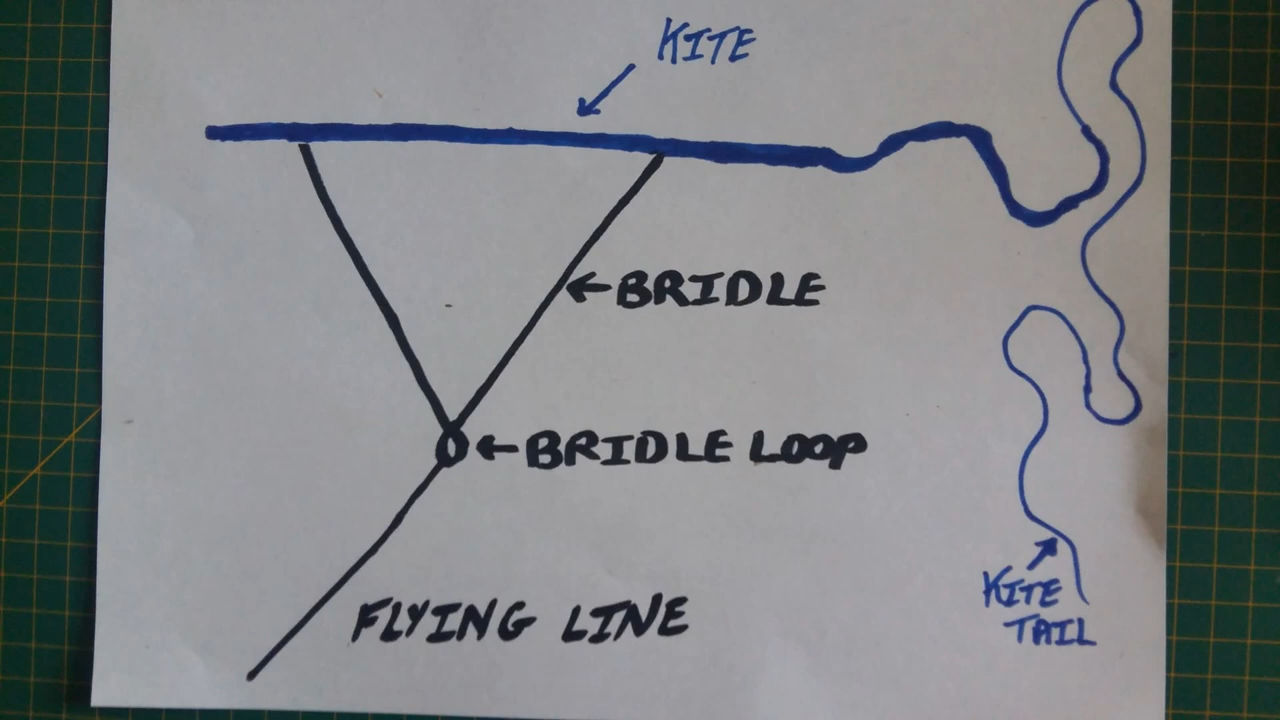 KITE
BRIDLE
BRIDLE LOOP
FLYING LINE
KITE
TAIL